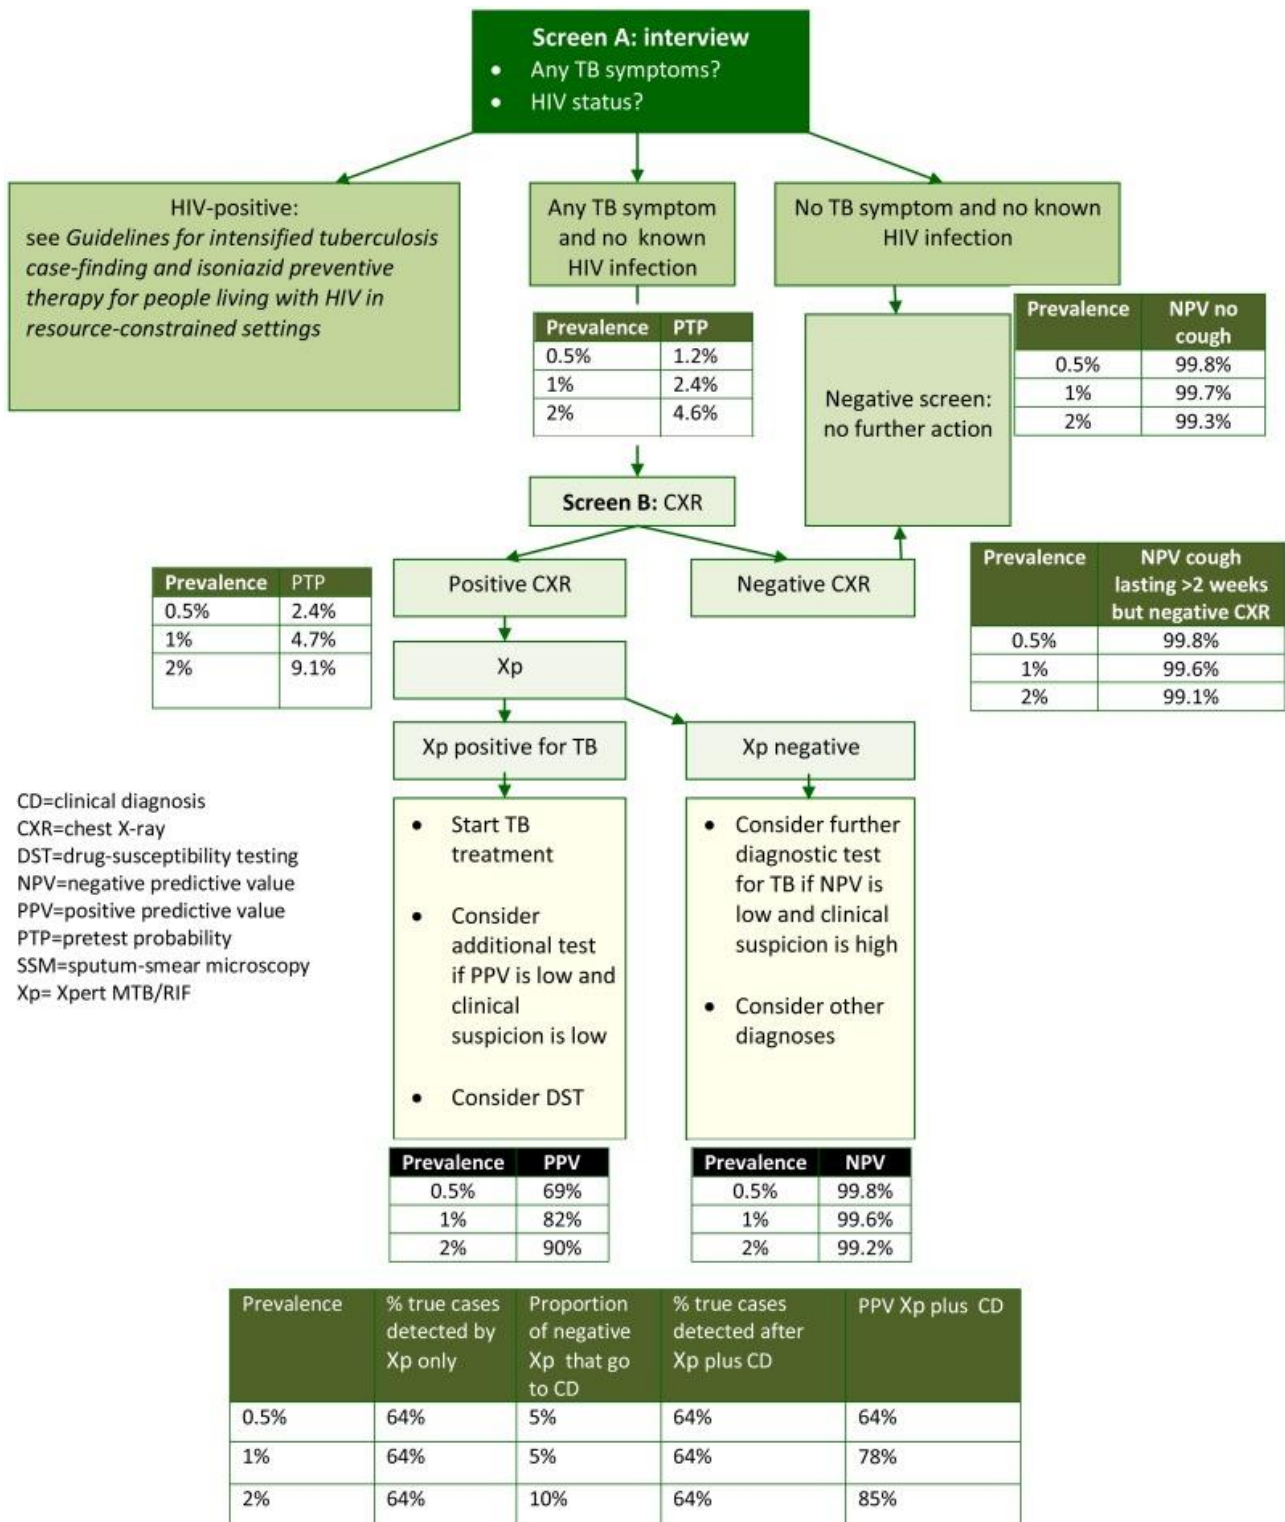 Screen A: interview
• Any TB symptoms?
• HIV status?
HIV-positive:
see Guidelines for intensified tuberculosis
case-finding and isoniazid preventive
therapy for people living with HIV in
resource-constrained settings
Any TB symptom
and no known
HIV infection
No TB symptom and no known
HIV infection
Prevalence PTP
0.5% 1.2%
1% 2.4%
2% 4.6%
Prevalence NPV no
cough
0.5% 99.8%
1% 99.7%
2% 99.3%
Negative screen:
no further action
Screen B: CXR
Positive CXR
Negative CXR
Prevalence PTP
0.5% 2.4%
1% 4.7%
2% 9.1%
Prevalence NPV cough
lasting >2 weeks
but negative CXR
0.5% 99.8%
1% 99.6%
2% 99.1%
Xp
Xp positive for TB
Xp negative
CD=clinical diagnosis
CXR=chest X-ray
DST=drug-susceptibility testing
NPV=negative predictive value
PPV=positive predictive value
PTP=pretest probability
SSM=sputum-smear microscopy
Xp= Xpert MTB/RIF
• Start TB
treatment
• Consider
additional test
if PPV is low and
clinical
suspicion is low
• Consider DST
• Consider further
diagnostic test
for TB if NPV is
low and clinical
suspicion is high
• Consider other
diagnoses
Prevalence PPV
0.5% 69%
1% 82%
2% 90%
Prevalence NPV
0.5% 99.8%
1% 99.6%
2% 99.2%
Prevalence % true cases Proportion % true cases PPV Xp plus CD
detected by of negative detected after
Xp only Xp that go Xp plus CD
to CD
0.5% 64% 5% 64% 64%
1% 64% 5% 64% 78%
2% 64% 10% 64% 85%